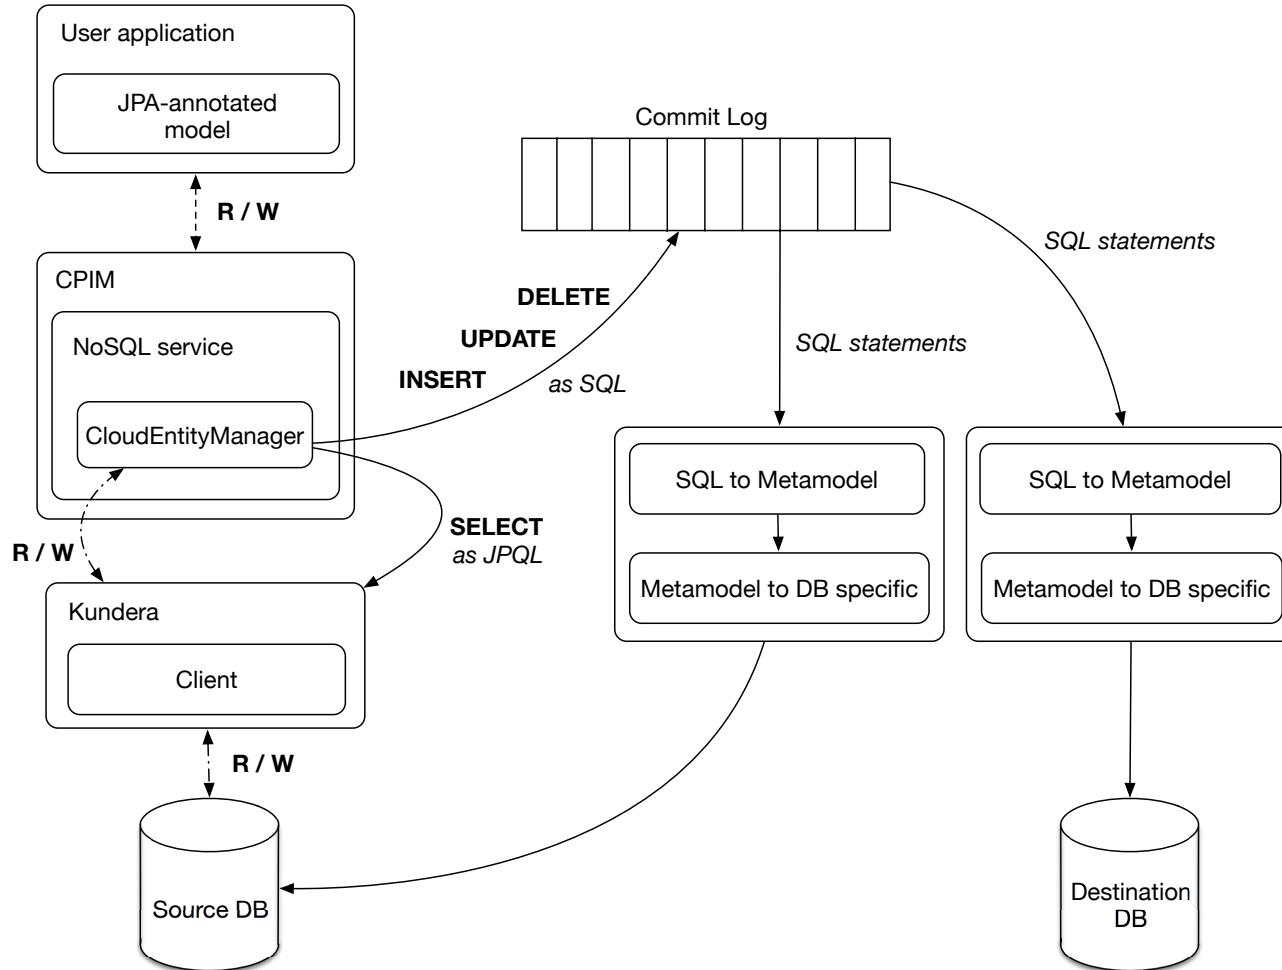 User application
JPA-annotated
model
R / W
CPIM
NoSQL service
CloudEntityManager
R / W
Kundera
Client
R / W
Source DB
Commit Log
DELETE
UPDATE
INSERT
as SQL
SELECT
as JPQL
SQL statements
SQL statements
SQL to Metamodel
Metamodel to DB specific
SQL to Metamodel
Metamodel to DB specific
Destination
DB